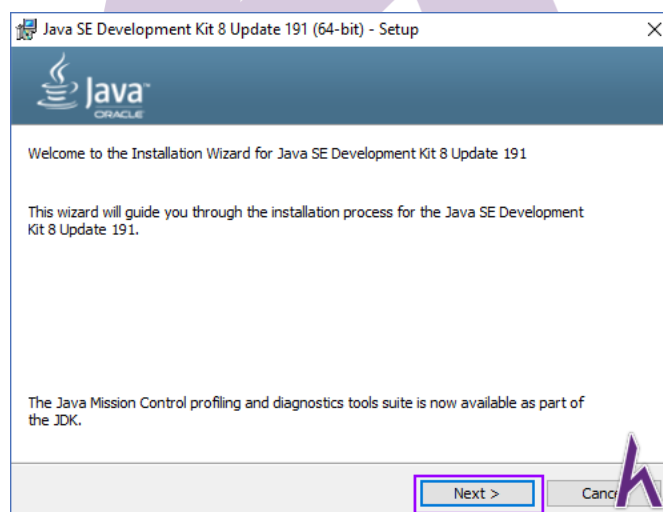 Java SE Development Kit 8 Update 191 (64-bit) - Setup
Java™
ORACLE
Welcome to the Installation Wizard for Java SE Development Kit 8 Update 191
This wizard will guide you through the installation process for the Java SE Development
Kit 8 Update 191.
The Java Mission Control profiling and diagnostics tools suite is now available as part of
the JDK.
Next >